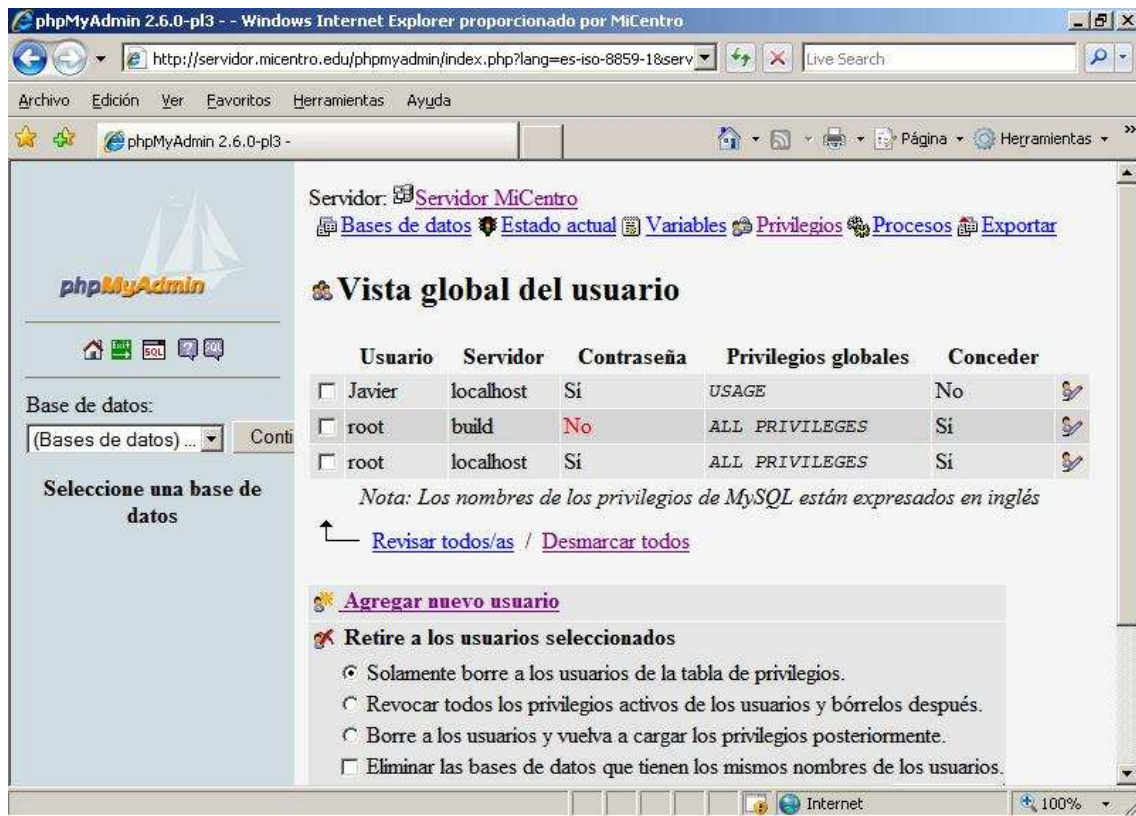 phpMyAdmin 2.6.0-pl3 - - Windows Internet Explorer proporcionado por MiCentro
http://servidor.micentro.edu/phpmyadmin/index.php?lang=es-iso-8859-1&serv
Live Search
Archivo Edición Ver Favoritos Herramientas Ayuda
phpMyAdmin 2.6.0-pl3 -
Página Herramientas »
phpMyAdmin
Exit SQL ? SQL
Base de datos:
(Bases de datos) ... Conti
Seleccione una base de
datos
Servidor: Servidor MiCentro
Bases de datos Estado actual Variables Privilegios Procesos Exportar
Vista global del usuario
Usuario Servidor Contraseña Privilegios globales Conceder
Javier localhost Sí USAGE No
root build No ALL PRIVILEGES Sí
root localhost Sí ALL PRIVILEGES Sí
Nota: Los nombres de los privilegios de MySQL están expresados en inglés
Revisar todos/as / Desmarcar todos
Agregar nuevo usuario
Retire a los usuarios seleccionados
Solamente borre a los usuarios de la tabla de privilegios.
Revocar todos los privilegios activos de los usuarios y bórrelos después.
Borre a los usuarios y vuelva a cargar los privilegios posteriormente.
Eliminar las bases de datos que tienen los mismos nombres de los usuarios.
Internet 100%